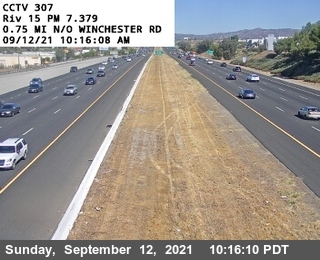 CCTV 307
Riv 15 PM 7.379
0.75 MI N/O WINCHESTER RD
09/12/21 10:16:08 AM
Sunday, September 12, 2021 10:16:10 PDT